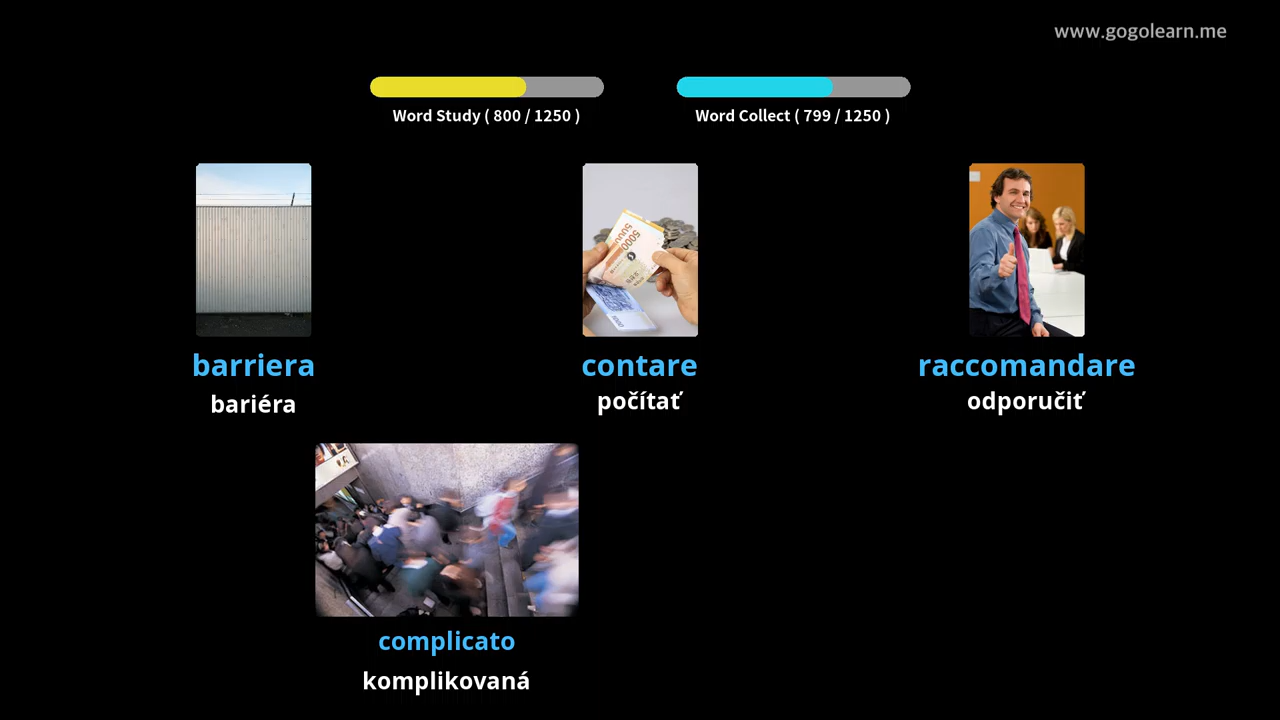 www.gogolearn.me
Word Study ( 800 / 1250 )
Word Collect ( 799 / 1250 )
barriera
contare
raccomandare
bariéra
počítať
odporučiť
complicato
komplikovaná